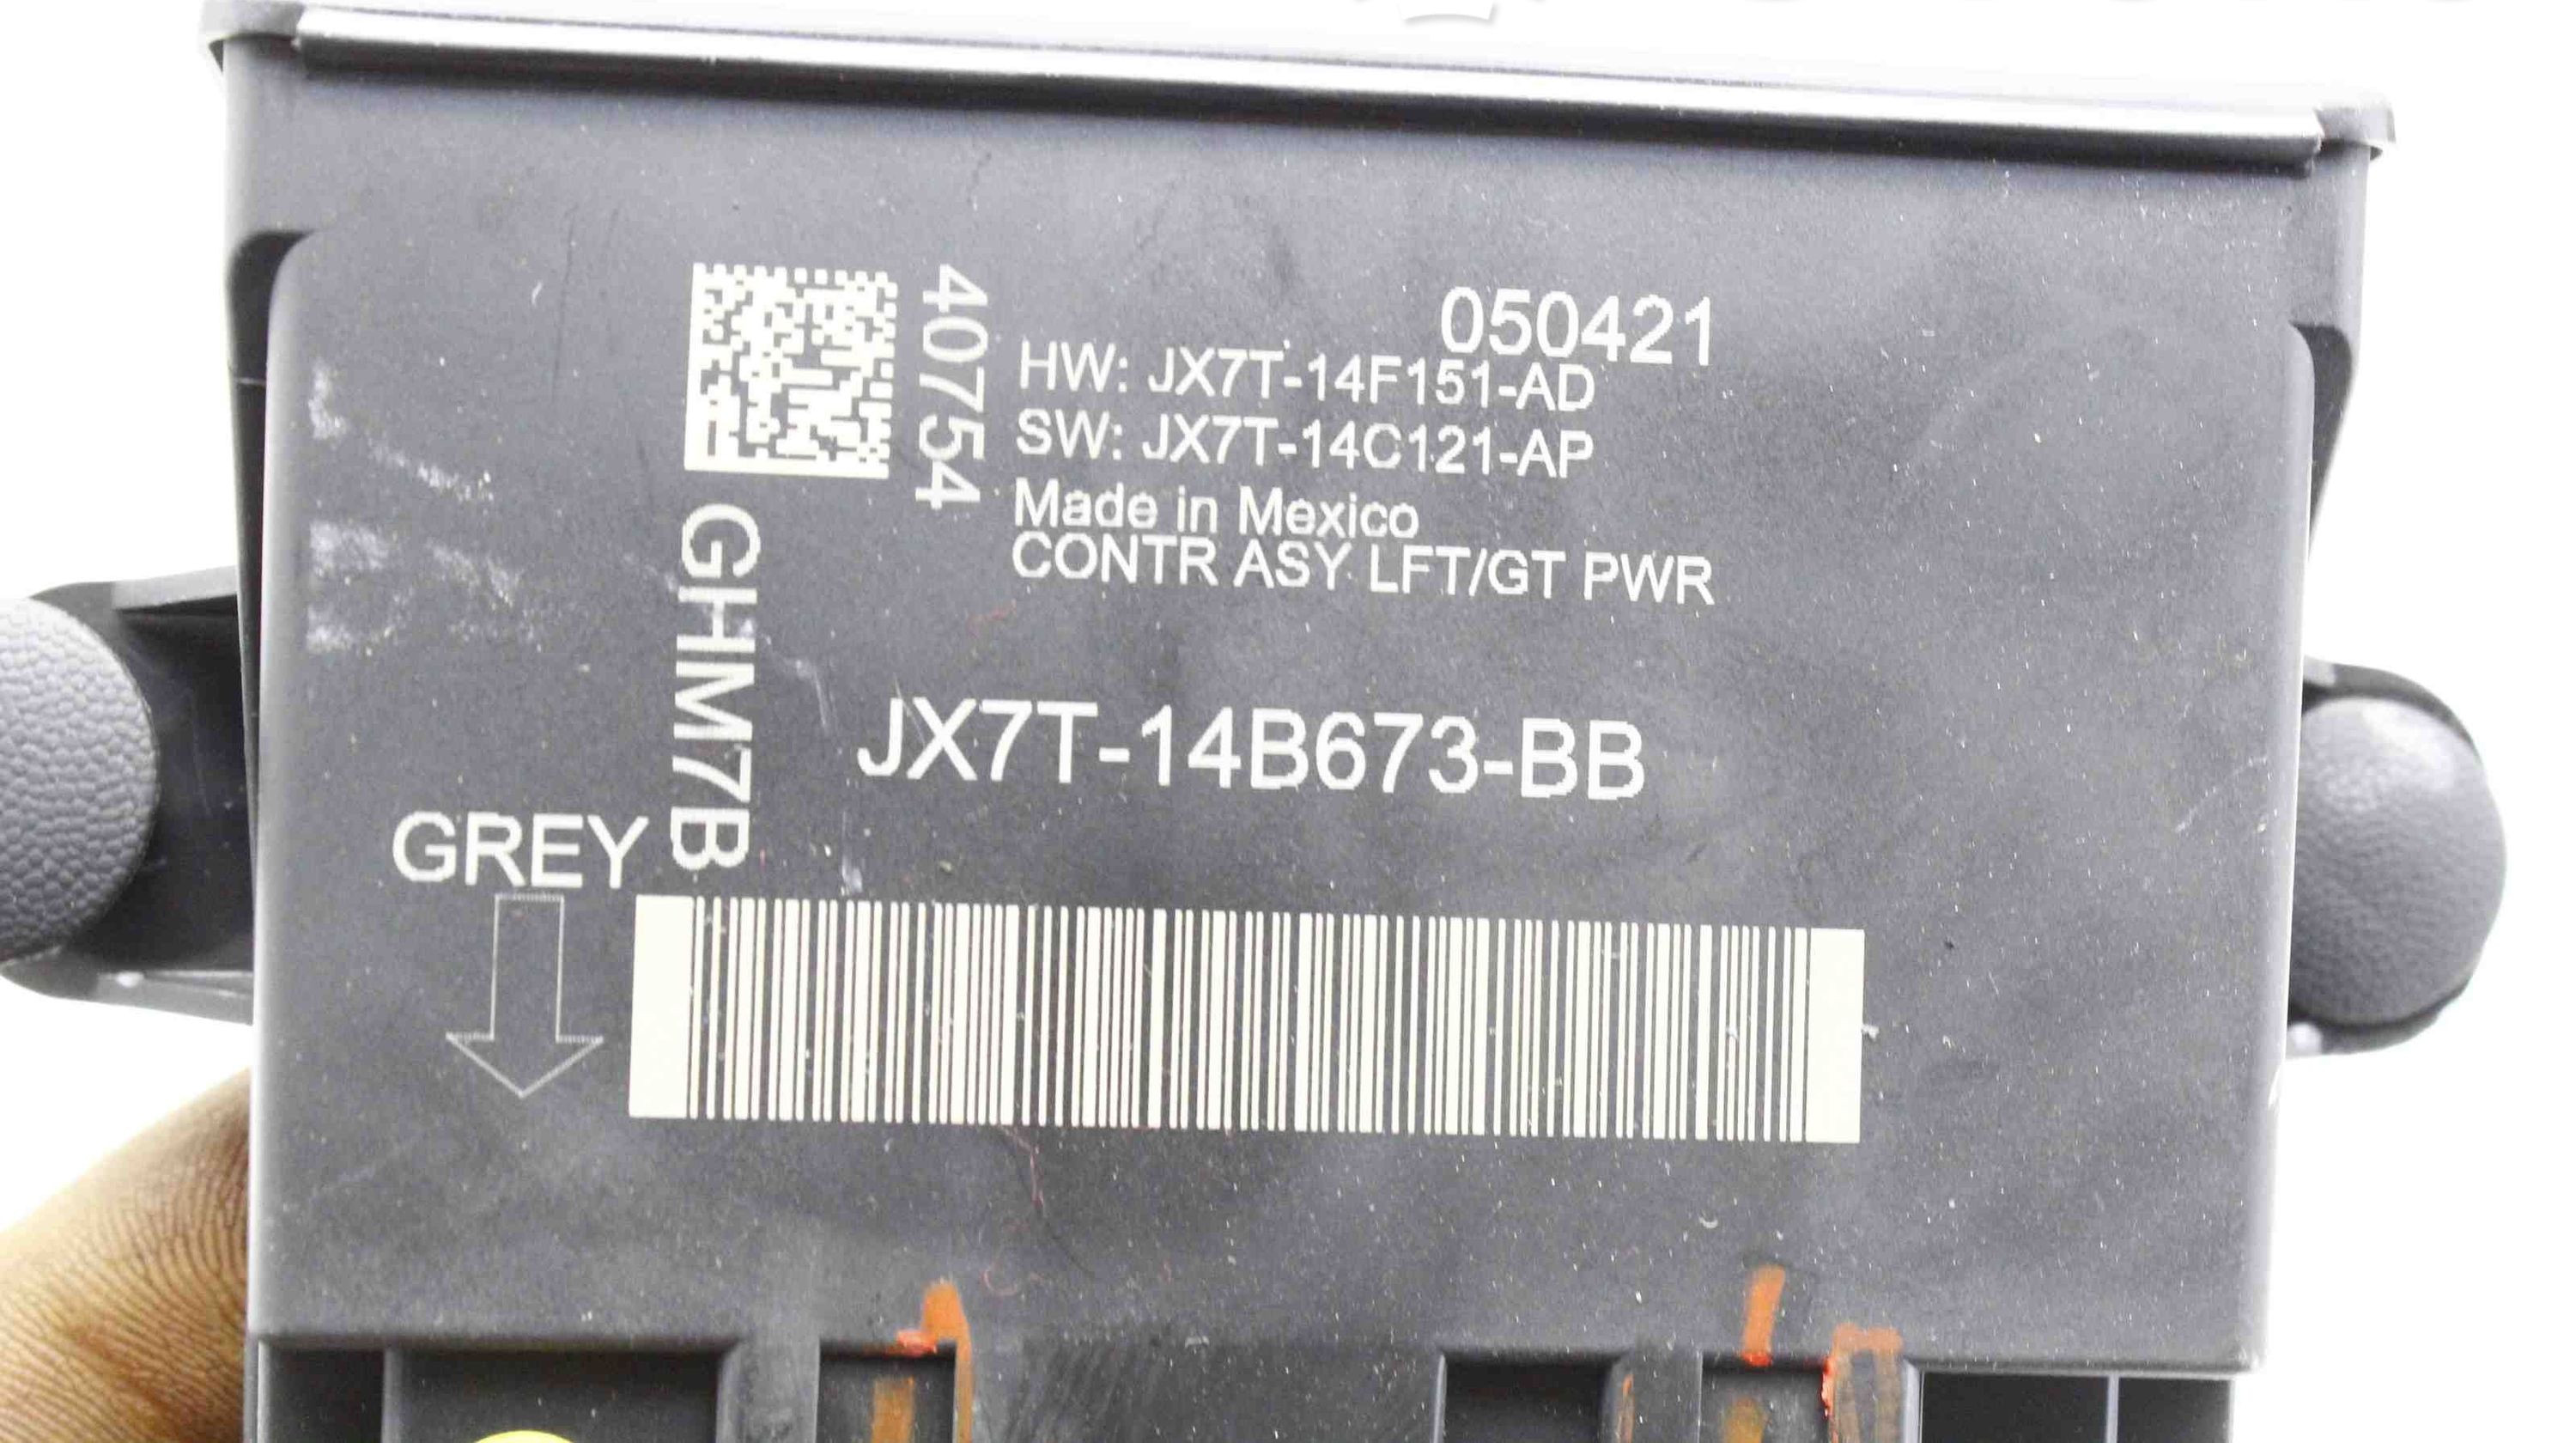 050421
40754
HW: JX7T-14F151-AD
SW: JX7T-14C121-AP
Made in Mexico
CONTR ASY LFT/GT PWR
GHM7B
JX7T-14B673-BB
GREY